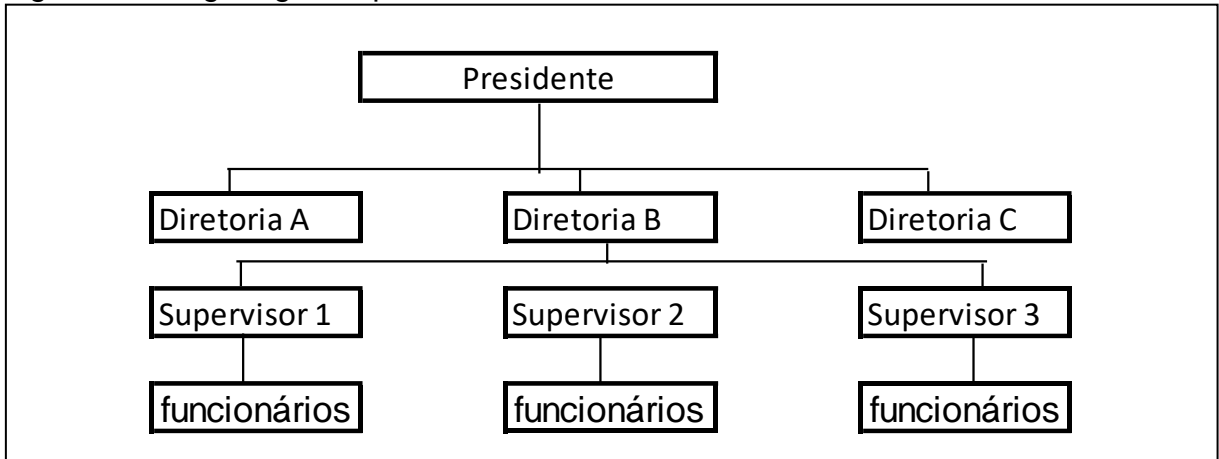 Presidente
Diretoria A
Diretoria B
Diretoria C
Supervisor 1
Supervisor 2
Supervisor 3
funcionários
funcionários
funcionários